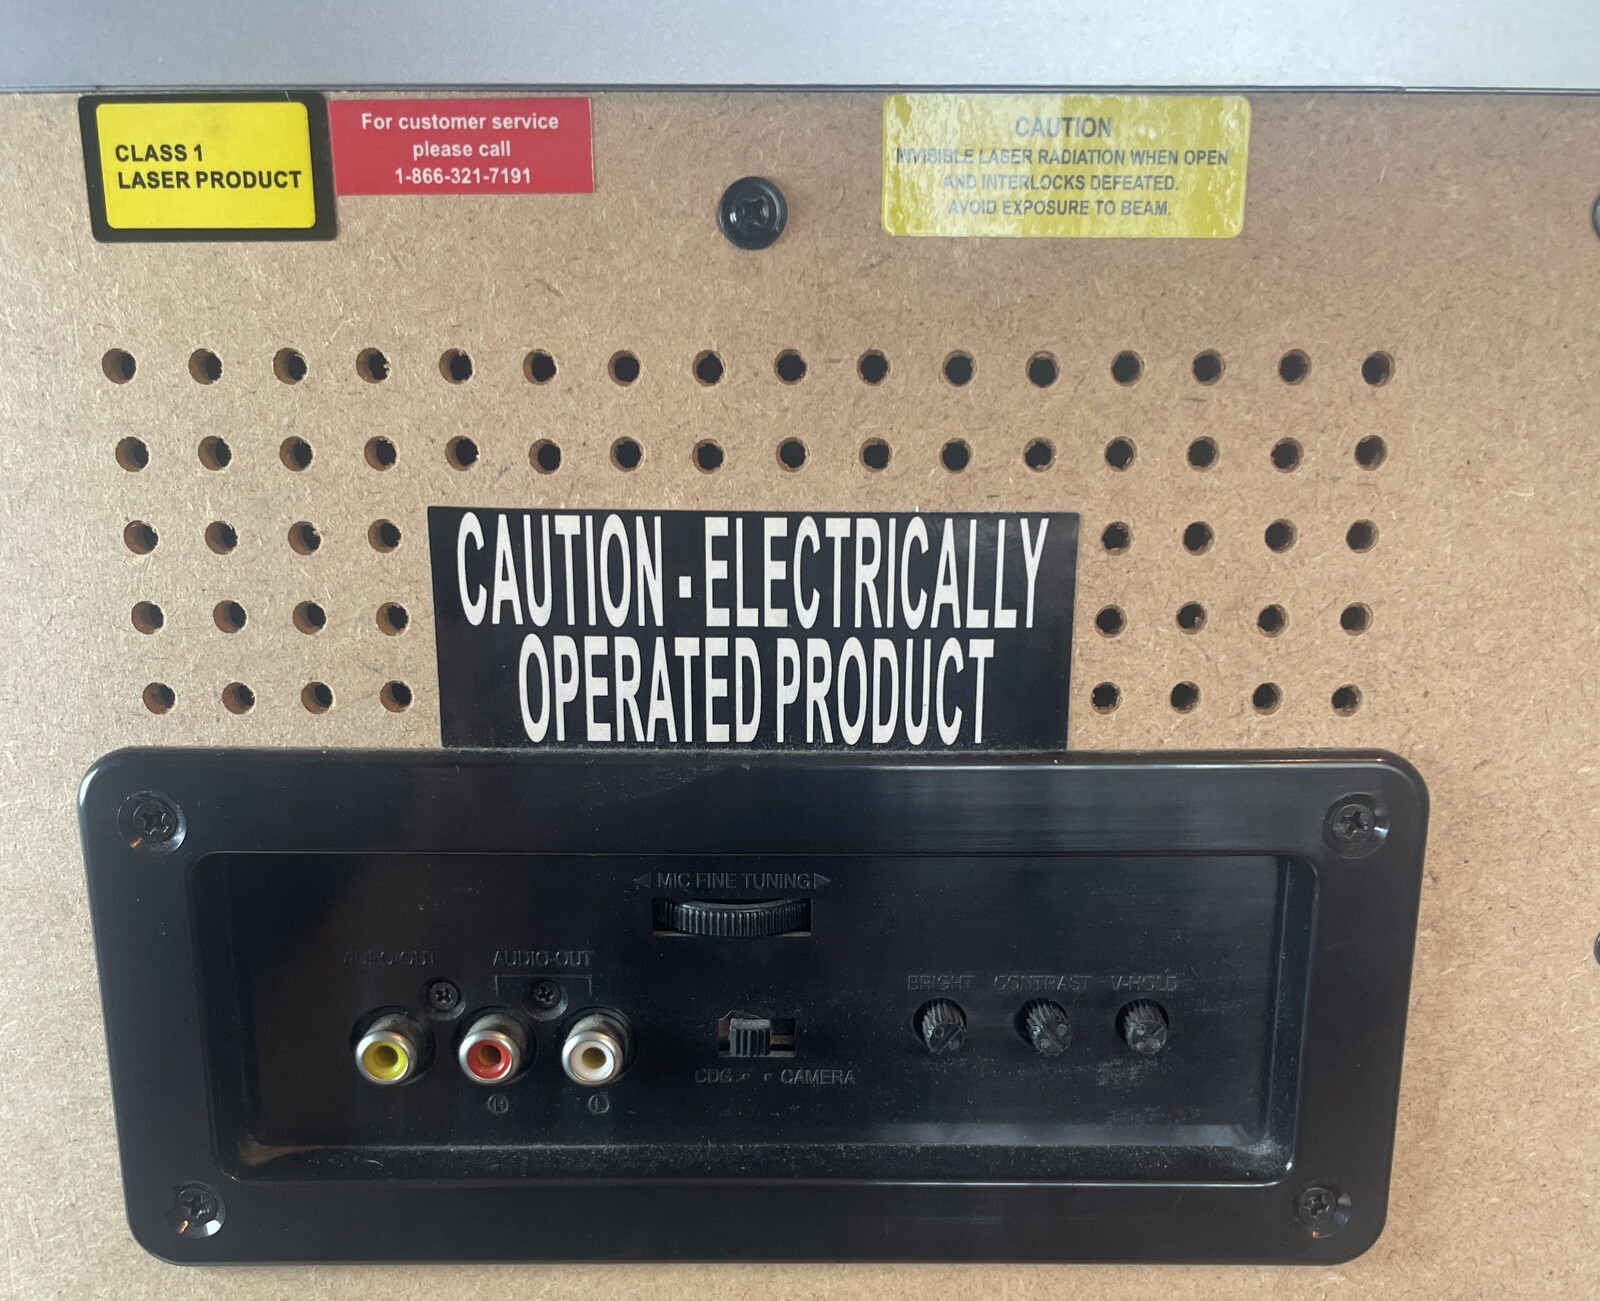 CLASS 1
LASER PRODUCT
For customer service
please call
1-866-321-7191
CAUTION
INVISIBLE LASER RADIATION WHEN OPEN
AND INTERLOCKS DEFEATED.
AVOID EXPOSURE TO BEAM.
CAUTION - ELECTRICALLY
OPERATED PRODUCT
MIC FINE TUNING
OUT
AUDIO-OUT
BRIGHT CONTRAST V-HOLD
CDG CAMERA
R L